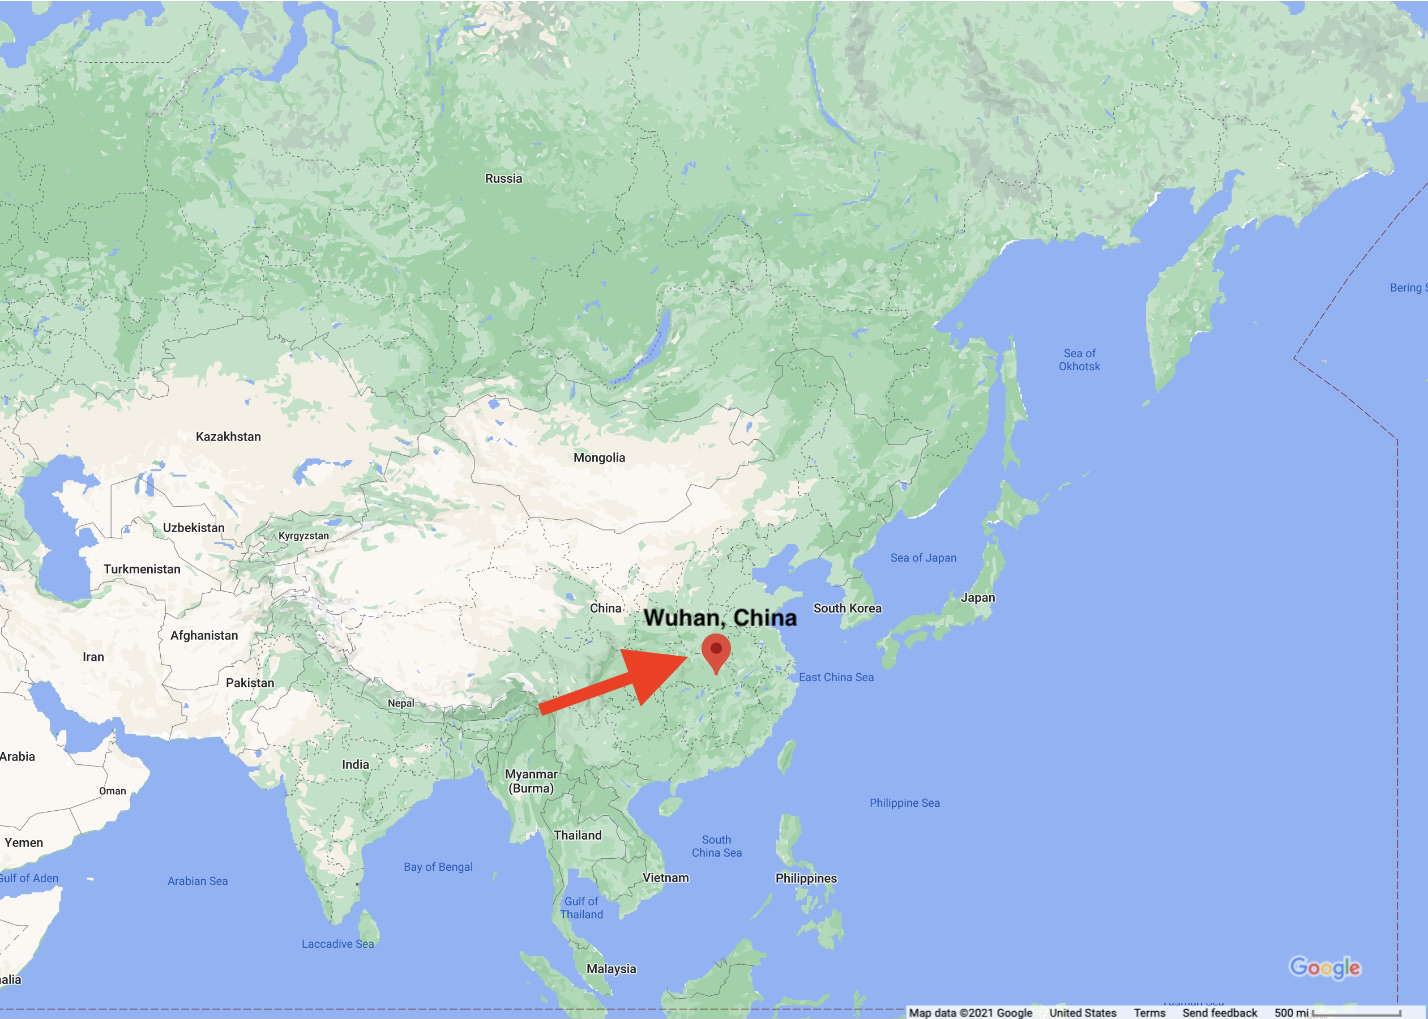 Russia
Bering S
Sea of
Okhotsk
Kazakhstan
Mongolia
Uzbekistan
Kyrgyzstan
Sea of Japan
Turkmenistan
Japan
China
South Korea
Wuhan, China
Afghanistan
Iran
East China Sea
Pakistan
Nepal
Arabia
India
Myanmar
(Burma)
Oman
Philippine Sea
Thailand
Yemen
South
China Sea
Bay of Bengal
Vietnam
Philippines
Gulf of Aden
Arabian Sea
Gulf of
Thailand
Laccadive Sea
Malaysia
Google
alia
Map data ©2021 Google United States Terms Send feedback 500 mi